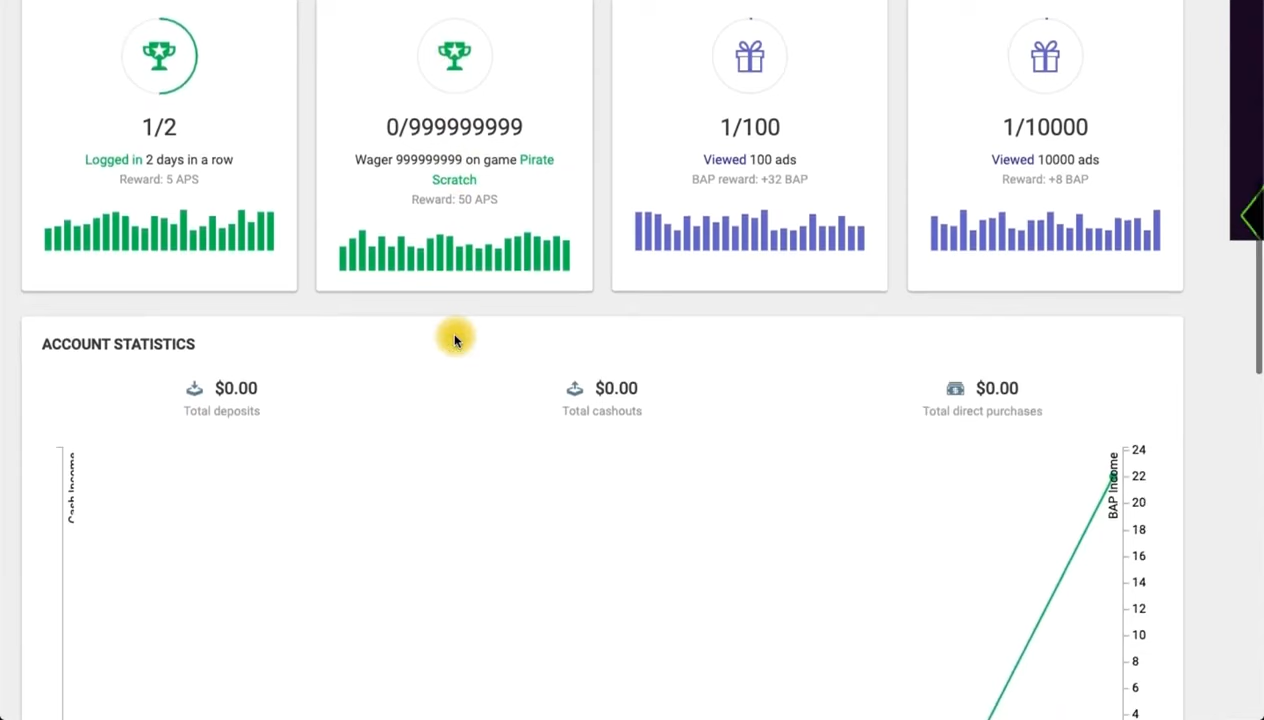 1/2
Logged in 2 days in a row
Reward: 5 APS
0/999999999
Wager 999999999 on game Pirate
Scratch
Reward: 50 APS
1/100
Viewed 100 ads
BAP reward: +32 BAP
1/10000
Viewed 10000 ads
Reward: +8 BAP
ACCOUNT STATISTICS
$0.00
Total deposits
$0.00
Total cashouts
$0.00
Total direct purchases
Cash Income
BAP Income
24
22
20
18
16
14
12
10
8
6
4